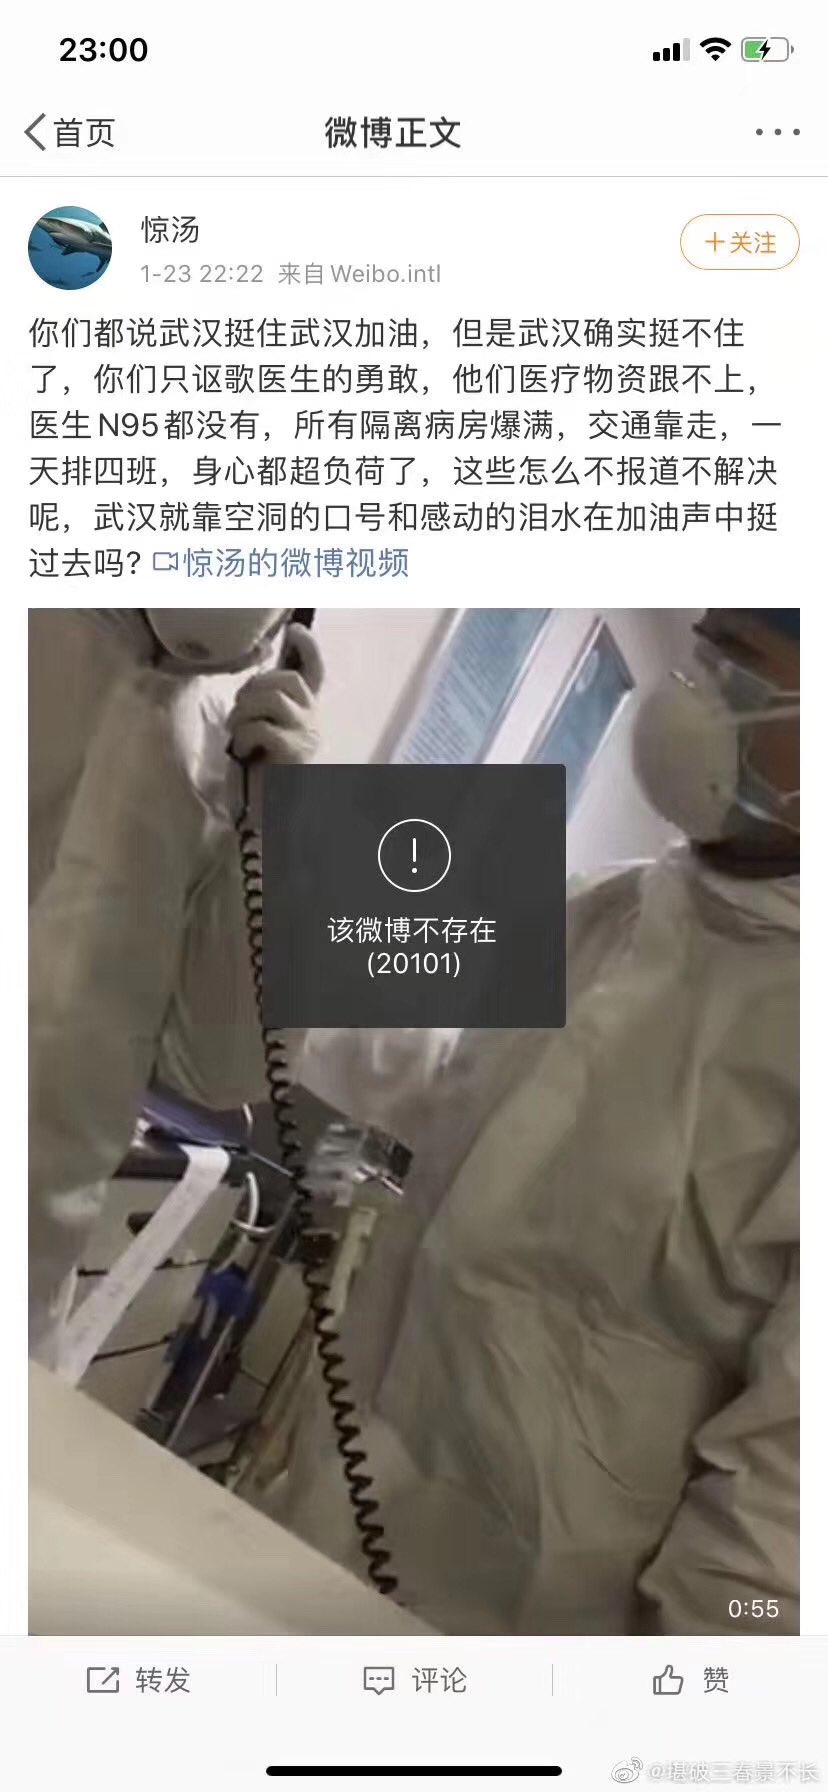 23:00
首页
微博正文
惊汤
+关注
1-23 22:22 来自 Weibo.intl
你们都说武汉挺住武汉加油，但是武汉确实挺不住
了，你们只讴歌医生的勇敢，他们医疗物资跟不上，
医生N95都没有，所有隔离病房爆满，交通靠走，一
天排四班，身心都超负荷了，这些怎么不报道不解决
呢，武汉就靠空洞的口号和感动的泪水在加油声中挺
过去吗？惊汤的微博视频
该微博不存在
(20101)
0:55
转发
评论
赞
@堪破三春景不长